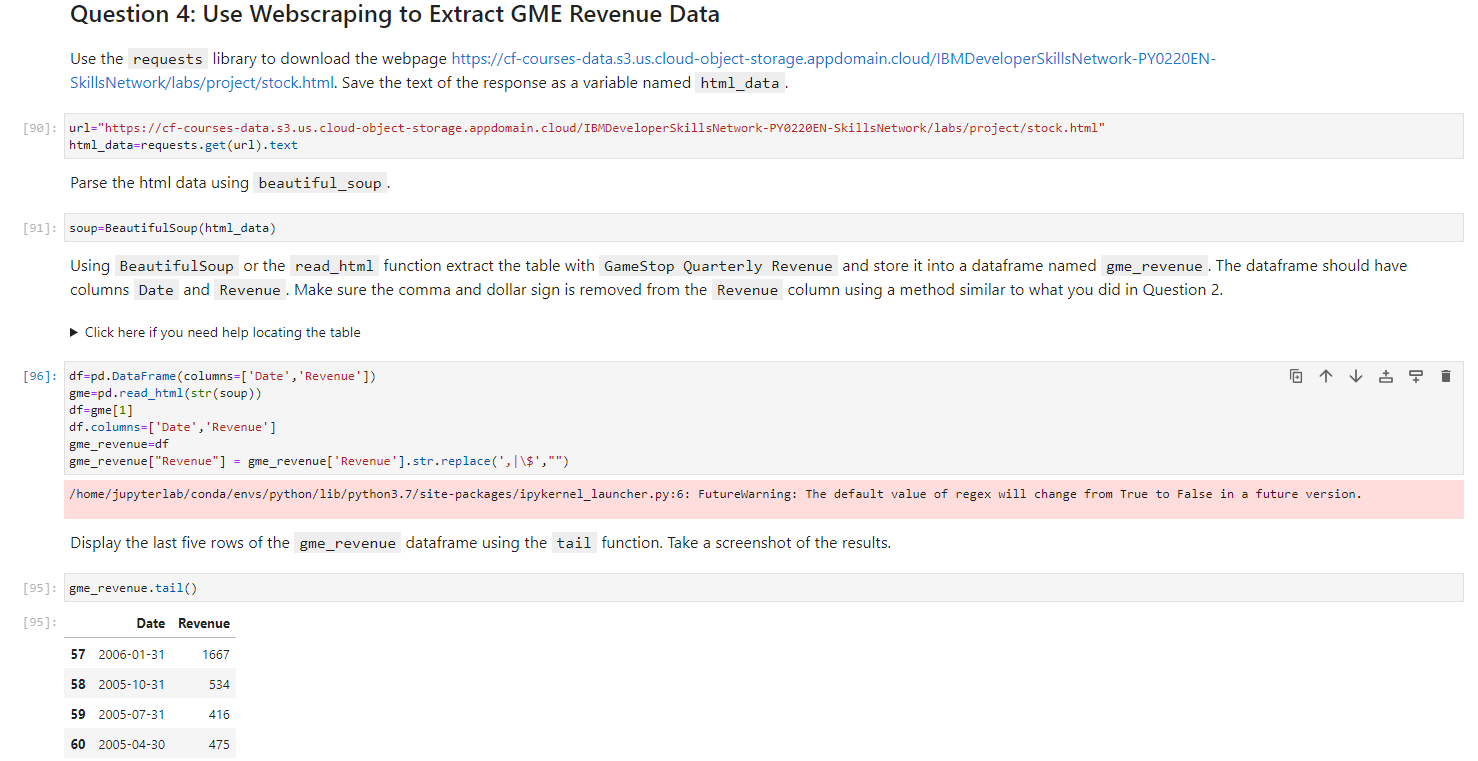 Question 4: Use Webscraping to Extract GME Revenue Data
Use the requests library to download the webpage https://cf-courses-data.s3.us.cloud-object-storage.appdomain.cloud/IBMDeveloperSkillsNetwork-PY0220EN-
SkillsNetwork/labs/project/stock.html. Save the text of the response as a variable named html_data.
[90]: url="https://cf-courses-data.s3.us.cloud-object-storage.appdomain.cloud/IBMDeveloperSkillsNetwork-PY0220EN-SkillsNetwork/labs/project/stock.html"
html_data=requests.get(url).text
Parse the html data using beautiful_soup.
[91]: soup=BeautifulSoup(html_data)
Using BeautifulSoup or the read_html function extract the table with GameStop Quarterly Revenue and store it into a dataframe named gme_revenue. The dataframe should have
columns Date and Revenue. Make sure the comma and dollar sign is removed from the Revenue column using a method similar to what you did in Question 2.
▶ Click here if you need help locating the table
[96]: df=pd.DataFrame(columns=['Date','Revenue'])
gme=pd.read_html(str(soup))
df=gme[1]
df.columns=['Date','Revenue']
gme_revenue=df
gme_revenue["Revenue"] = gme_revenue['Revenue'].str.replace(',|\$',"")
/home/jupyterlab/conda/envs/python/lib/python3.7/site-packages/ipykernel_launcher.py:6: FutureWarning: The default value of regex will change from True to False in a future version.
Display the last five rows of the gme_revenue dataframe using the tail function. Take a screenshot of the results.
[95]: gme_revenue.tail()
[95]: Date Revenue
57 2006-01-31 1667
58 2005-10-31 534
59 2005-07-31 416
60 2005-04-30 475